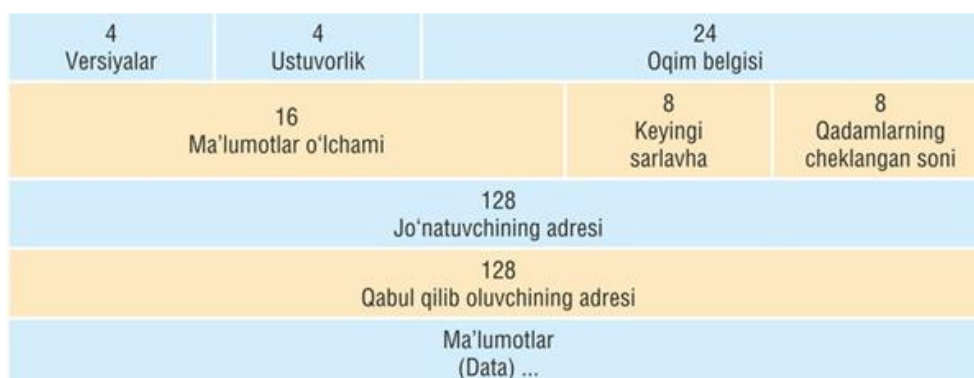 4
Versiyalar
4
Ustuvorlik
24
Oqim belgisi
16
Ma’lumotlar o‘lchami
8
Keyingi
sarlavha
8
Qadamlarning
cheklangan soni
128
Jo‘natuvchining adresi
128
Qabul qilib oluvchining adresi
Ma’lumotlar
(Data) ...